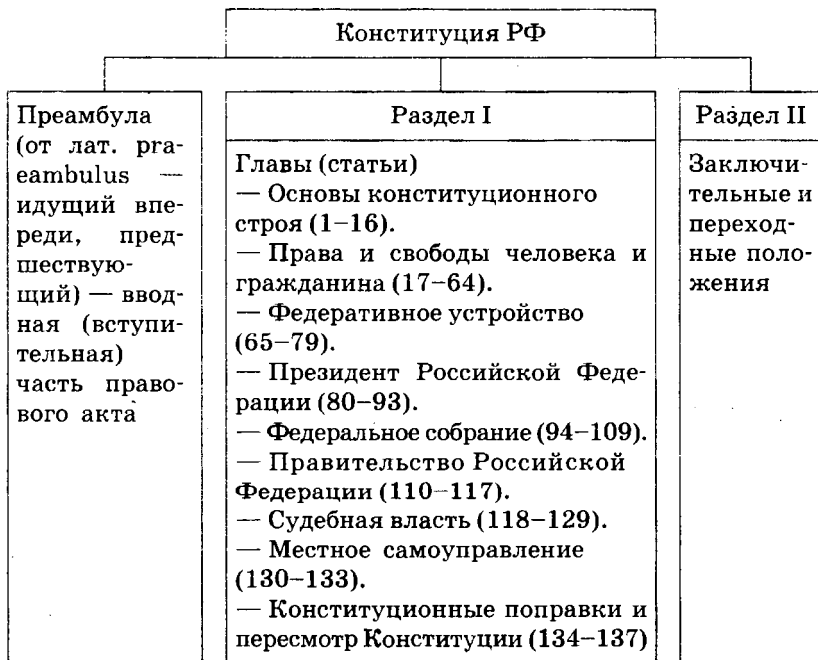 Конституция РФ
Преамбула
(от лат. pra-
eambulus —
идущий впе-
реди, пред-
шествую-
щий) — ввод-
ная (вступи-
тельная)
часть право-
вого акта
Раздел I
Главы (статьи)
— Основы конституционного
строя (1–16).
— Права и свободы человека и
гражданина (17–64).
— Федеративное устройство
(65–79).
— Президент Российской Феде-
рации (80–93).
— Федеральное собрание (94–109).
— Правительство Российской
Федерации (110–117).
— Судебная власть (118–129).
— Местное самоуправление
(130–133).
— Конституционные поправки и
пересмотр Конституции (134–137)
Раздел II
Заключи-
тельные и
переход-
ные поло-
жения